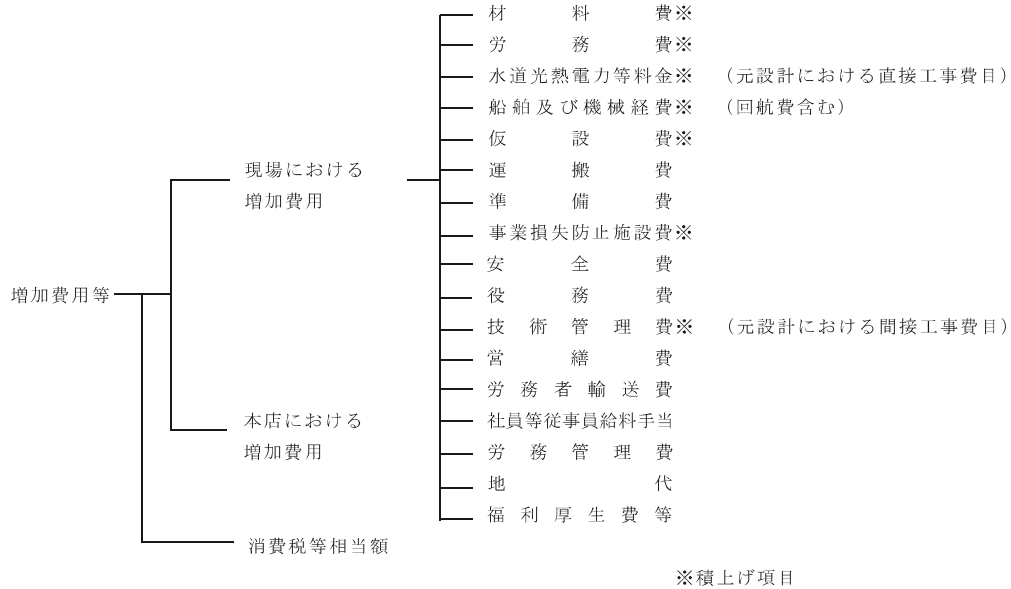 材料費※
労務費※
水道光熱電力等料金※ （元設計における直接工事費目）
船舶及び機械経費※ （回航費含む）
仮設費※
現場における
増加費用
運搬費
準備費
事業損失防止施設費※
安全費
増加費用等
役務費
技術管理費※ （元設計における間接工事費目）
営繕費
労務者輸送費
本店における
増加費用
社員等従事員給料手当
労務管理費
地代
福利厚生費等
消費税等相当額
※積上げ項目